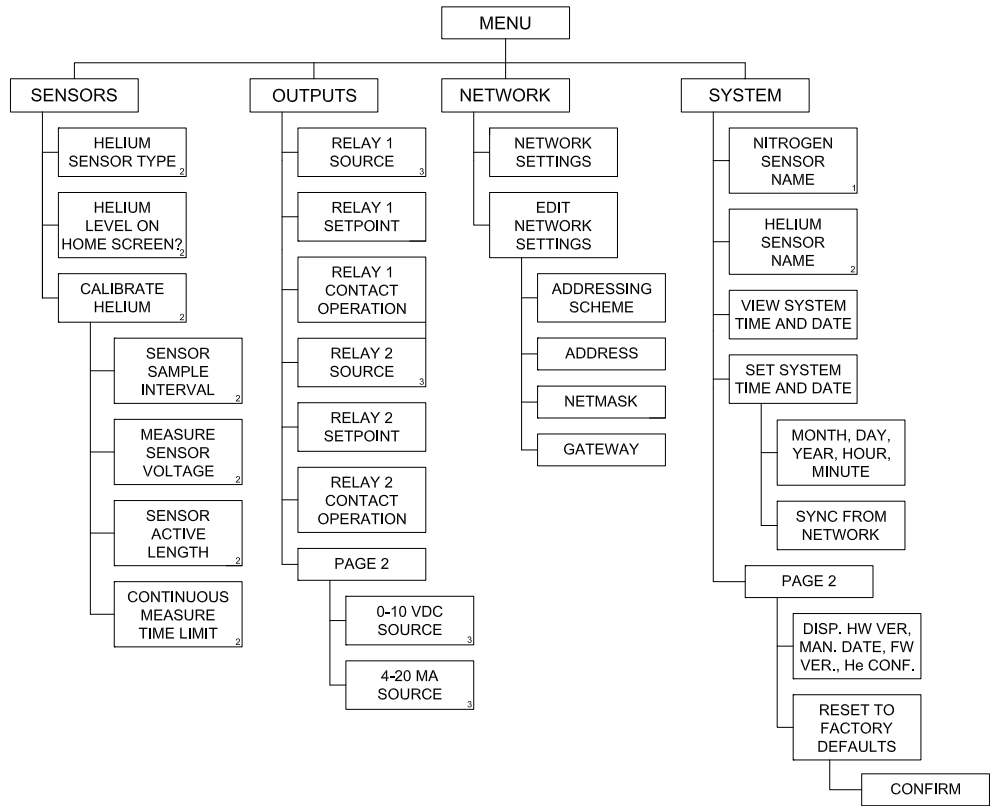 MENU
SENSORS
HELIUM
SENSOR TYPE
2
HELIUM
LEVEL ON
HOME SCREEN?
2
CALIBRATE
HELIUM
2
SENSOR
SAMPLE
INTERVAL
2
MEASURE
SENSOR
VOLTAGE
2
SENSOR
ACTIVE
LENGTH
2
CONTINUOUS
MEASURE
TIME LIMIT
2
OUTPUTS
RELAY 1
SOURCE
3
RELAY 1
SETPOINT
RELAY 1
CONTACT
OPERATION
RELAY 2
SOURCE
3
RELAY 2
SETPOINT
RELAY 2
CONTACT
OPERATION
PAGE 2
0-10 VDC
SOURCE
3
4-20 MA
SOURCE
3
NETWORK
NETWORK
SETTINGS
EDIT
NETWORK
SETTINGS
ADDRESSING
SCHEME
ADDRESS
NETMASK
GATEWAY
SYSTEM
NITROGEN
SENSOR
NAME
1
HELIUM
SENSOR
NAME
2
VIEW SYSTEM
TIME AND DATE
SET SYSTEM
TIME AND DATE
MONTH, DAY,
YEAR, HOUR,
MINUTE
SYNC FROM
NETWORK
PAGE 2
DISP. HW VER,
MAN. DATE, FW
VER., He CONF.
RESET TO
FACTORY
DEFAULTS
CONFIRM